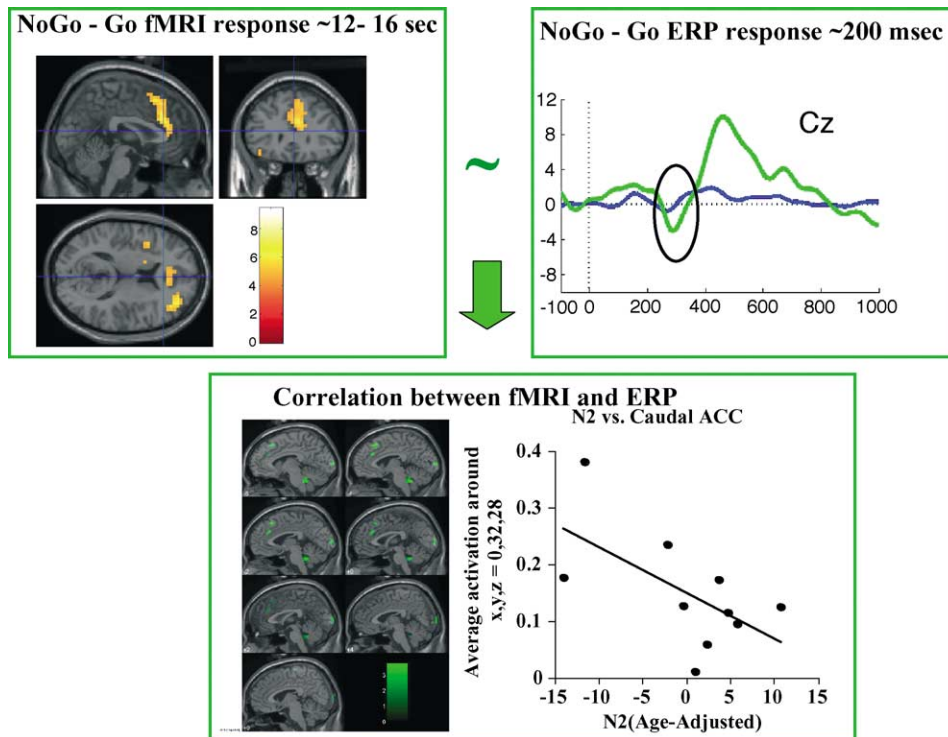 NoGo - Go fMRI response ~12- 16 sec
8
6
4
2
0
~
NoGo - Go ERP response ~200 msec
Cz
12
8
4
0
-4
-8
-100 0 200 400 600 800 1000
Correlation between fMRI and ERP
3
2
1
0
N2 vs. Caudal ACC
Average activation around
x,y,z = 0,32,28
0.4
0.3
0.2
0.1
0
-15 -10 -5 0 5 10 15
N2(Age-Adjusted)